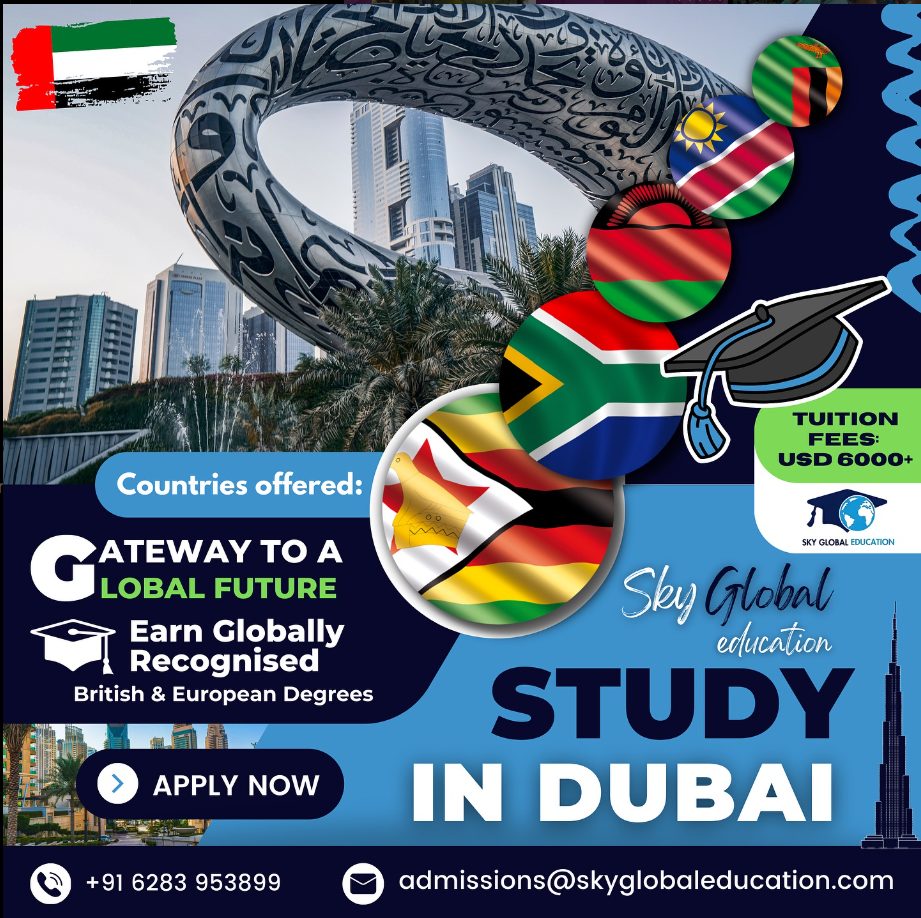 TUITION
FEES:
USD 6000+
SKY GLOBAL EDUCATION
Countries offered:
GATEWAY TO A
LOBAL FUTURE
Earn Globally
Recognised
British & European Degrees
Sky Global
education
STUDY
IN DUBAI
APPLY NOW
+91 6283 953899
admissions@skyglobaleducation.com